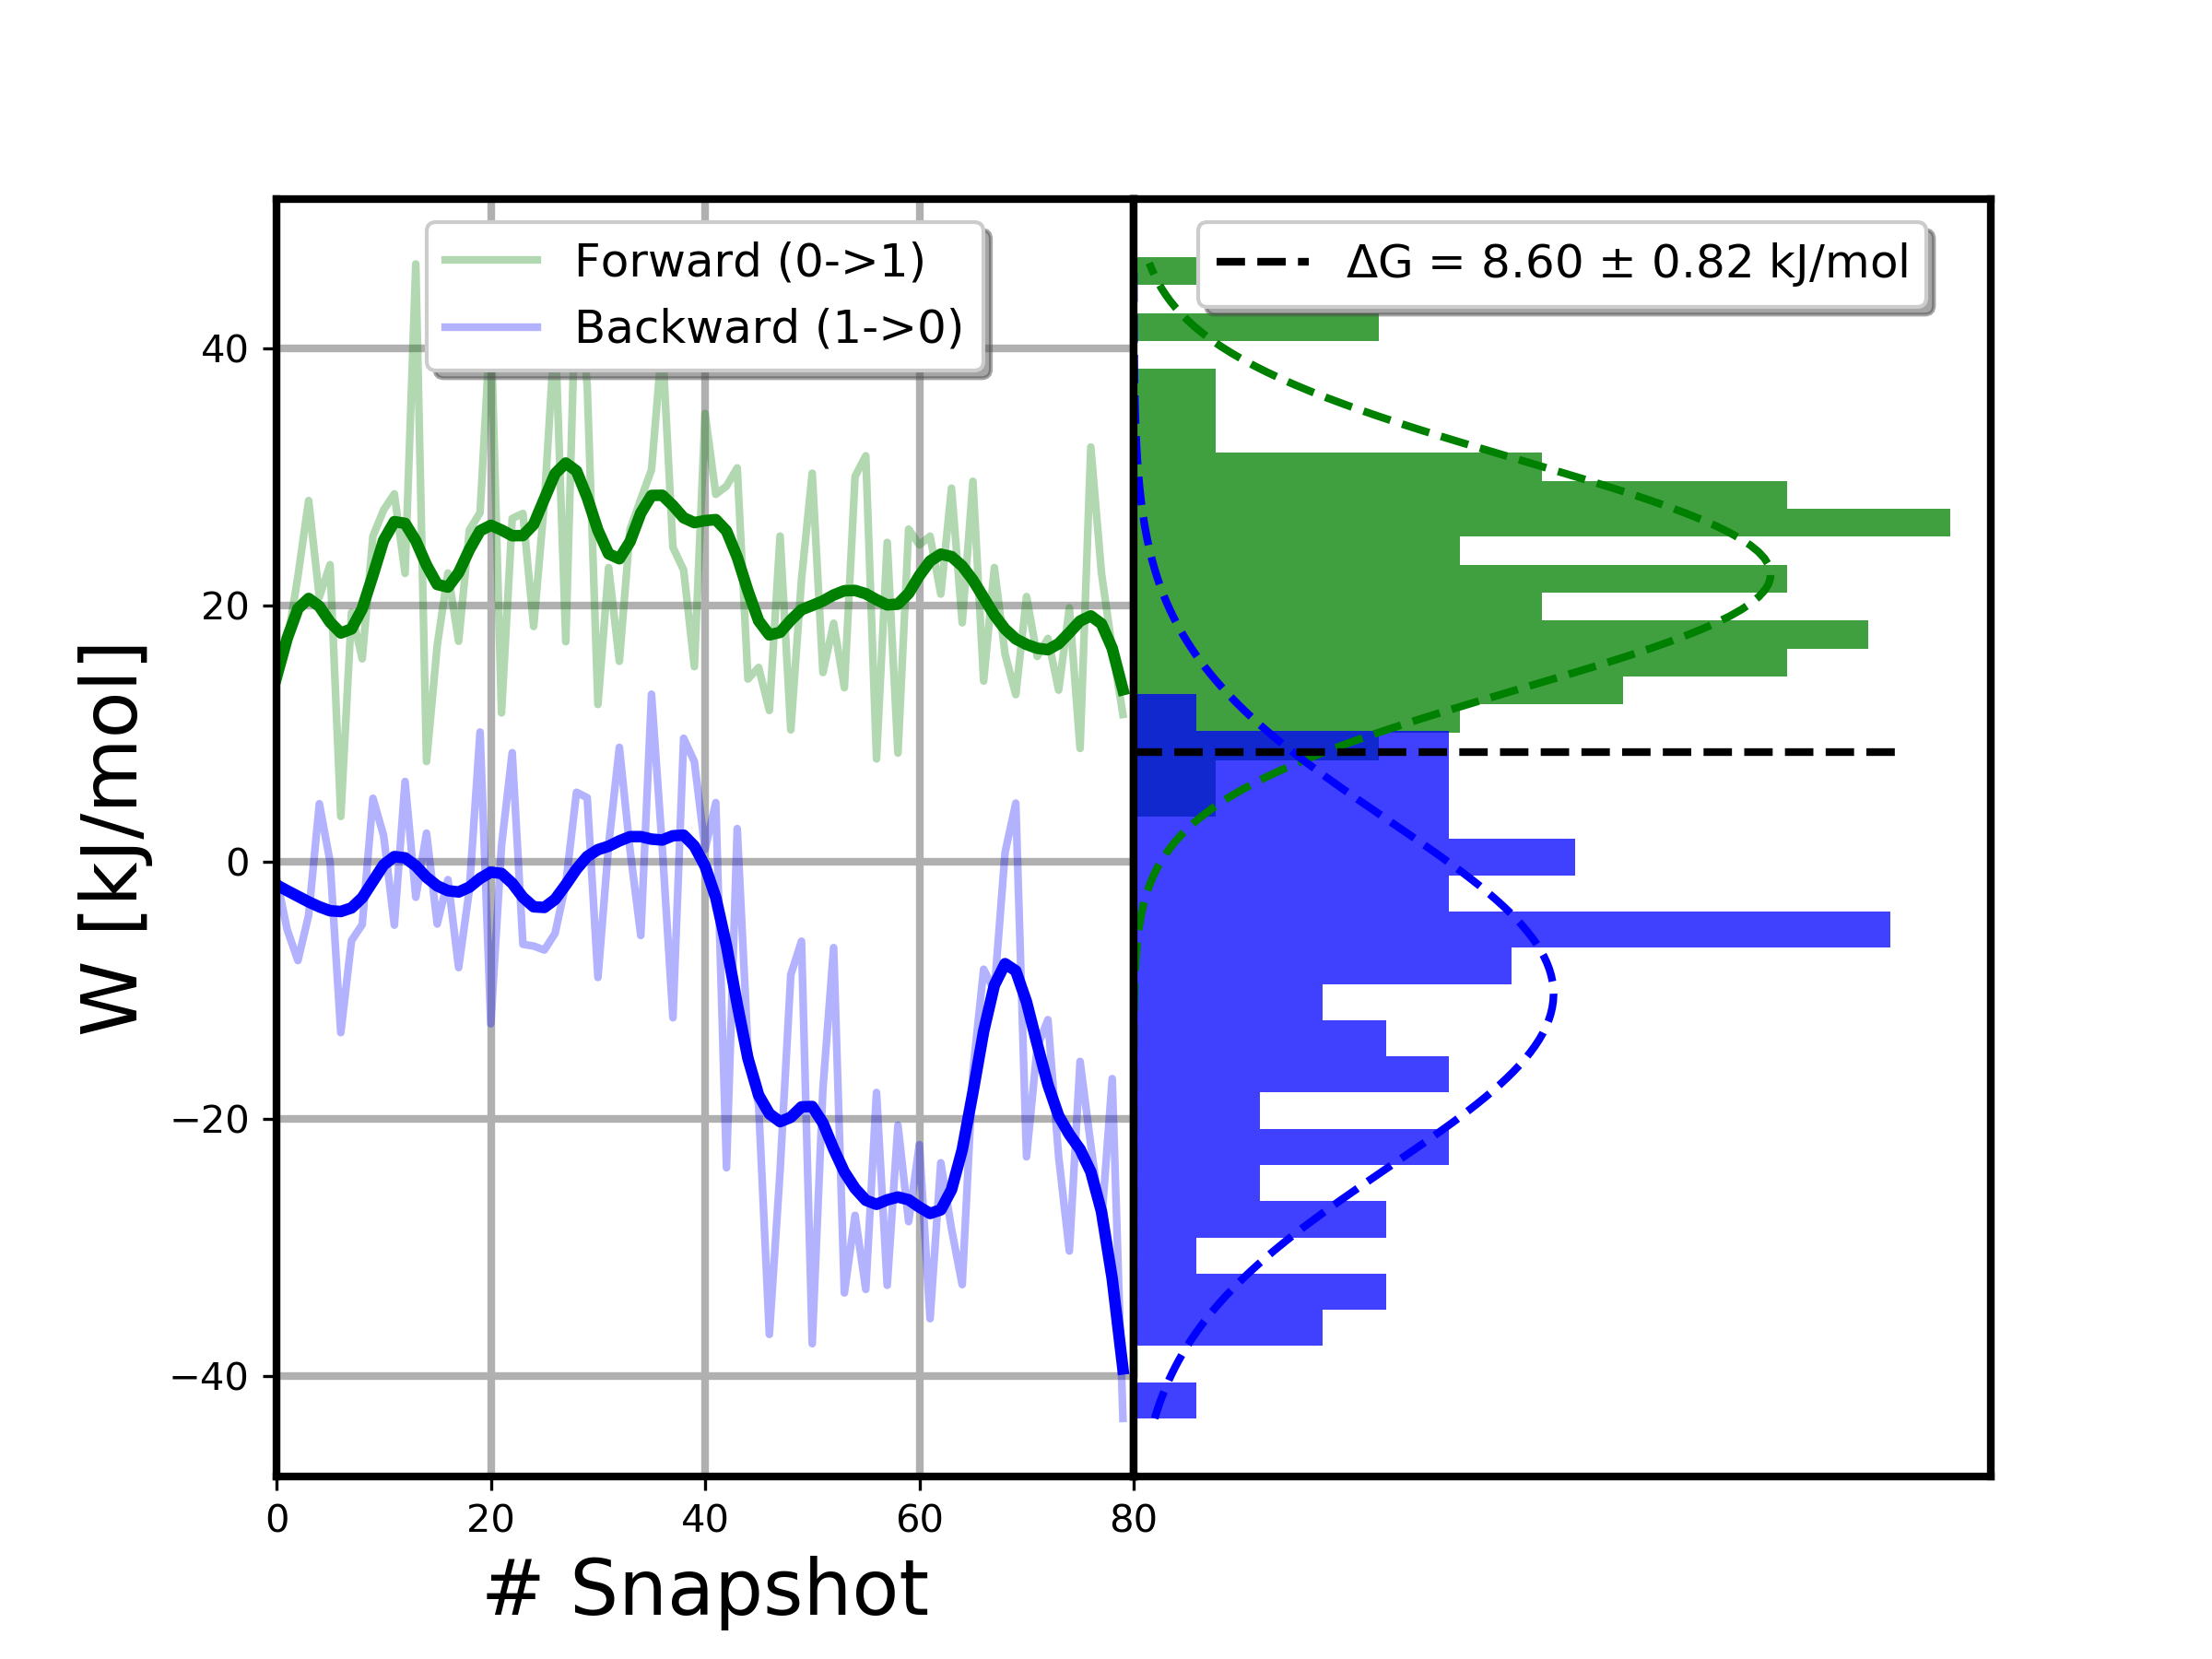 Forward (0->1)
Backward (1->0)
ΔG = 8.60 ± 0.82 kJ/mol
W [kJ/mol]
40
20
0
−20
−40
0 20 40 60 80
# Snapshot